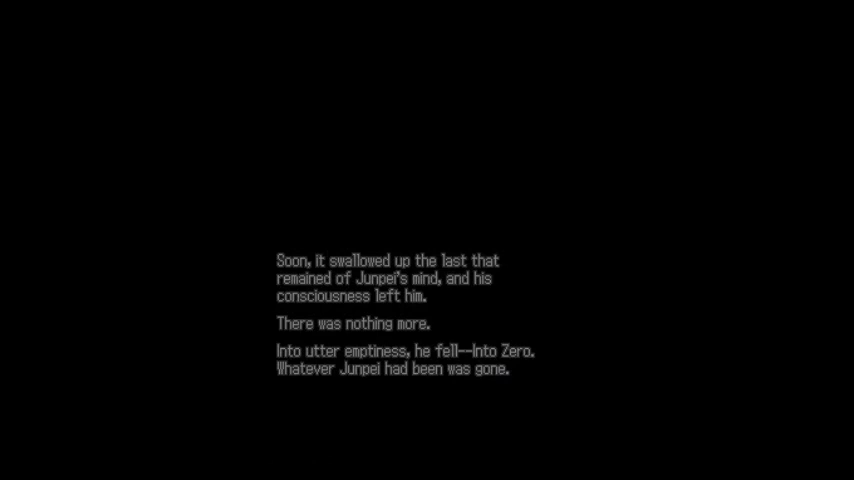 Soon, it swallowed up the last that
remained of Junpei's mind, and his
consciousness left him.
There was nothing more.
Into utter emptiness, he fell--Into Zero.
Whatever Junpei had been was gone.